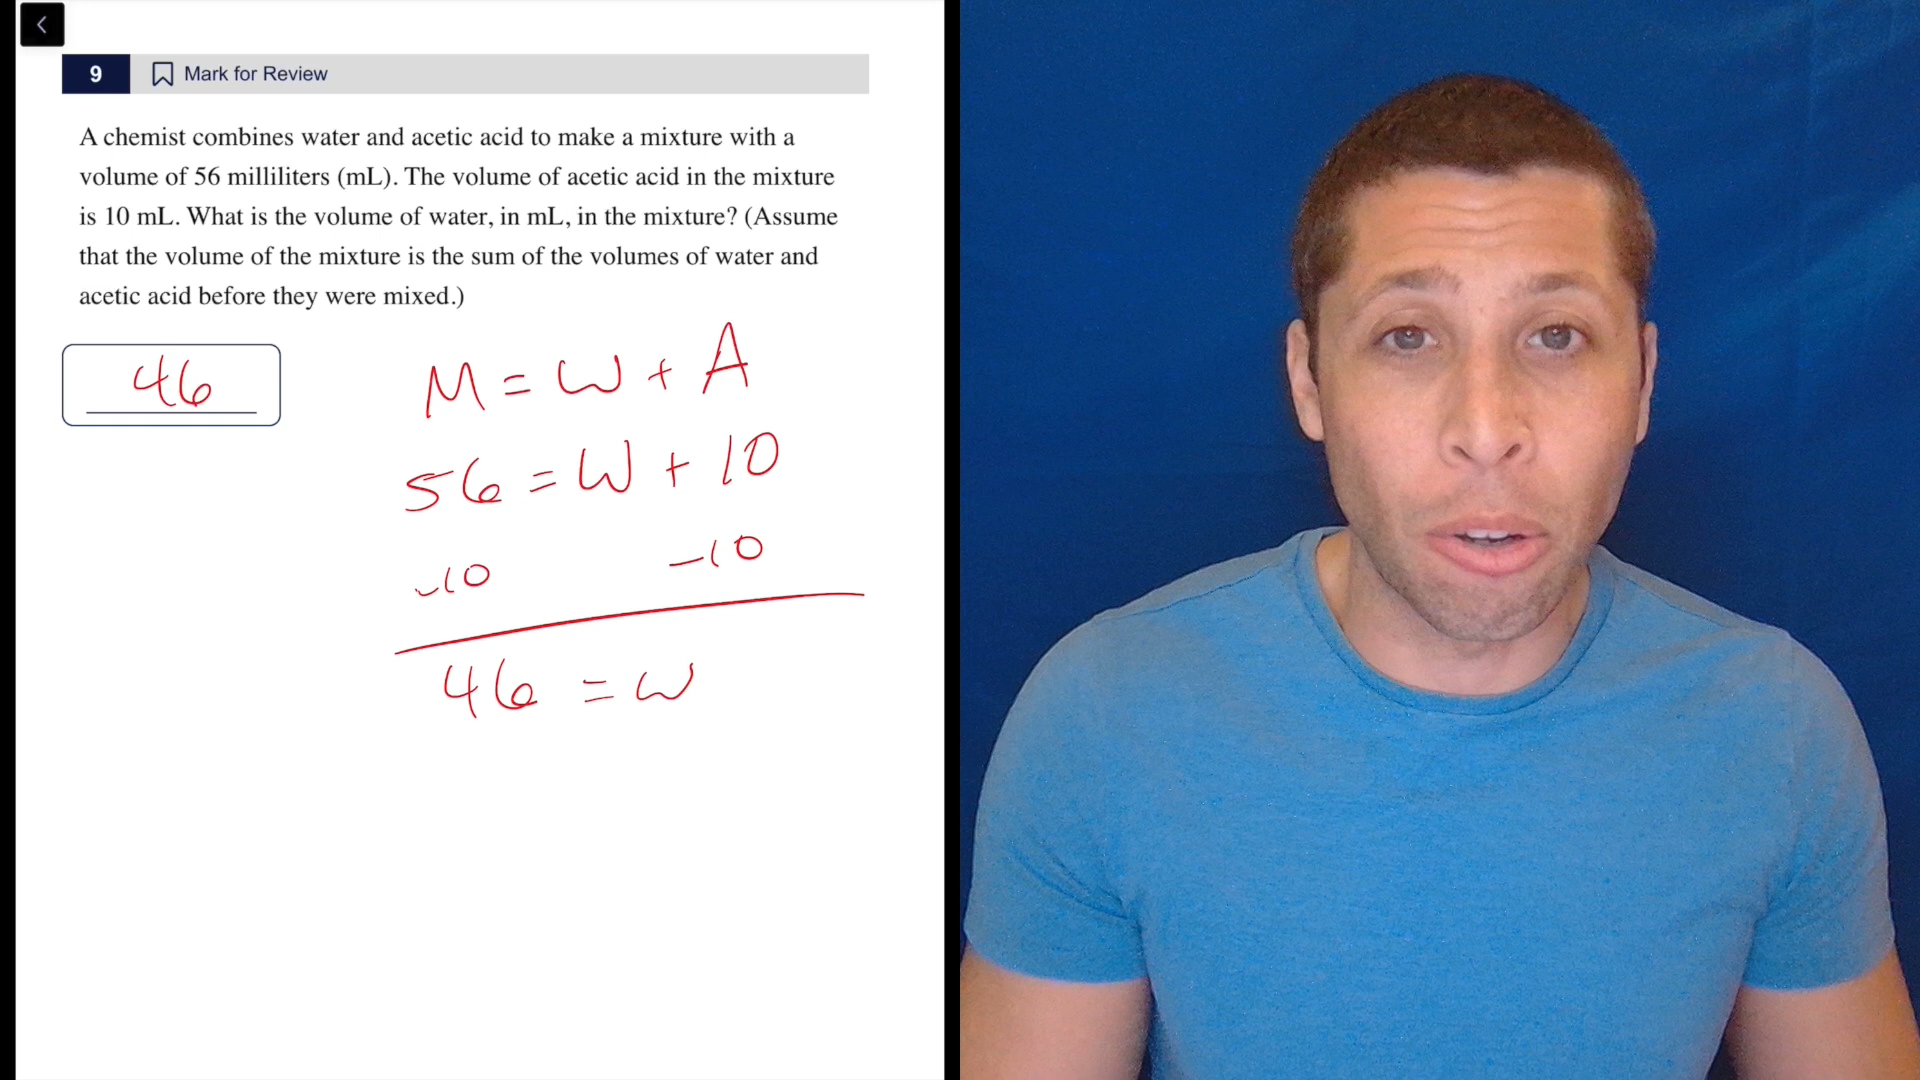 9 Mark for Review
A chemist combines water and acetic acid to make a mixture with a
volume of 56 milliliters (mL). The volume of acetic acid in the mixture
is 10 mL. What is the volume of water, in mL, in the mixture? (Assume
that the volume of the mixture is the sum of the volumes of water and
acetic acid before they were mixed.)
46
M = W + A
56 = W + 10
-10 -10
46 = W